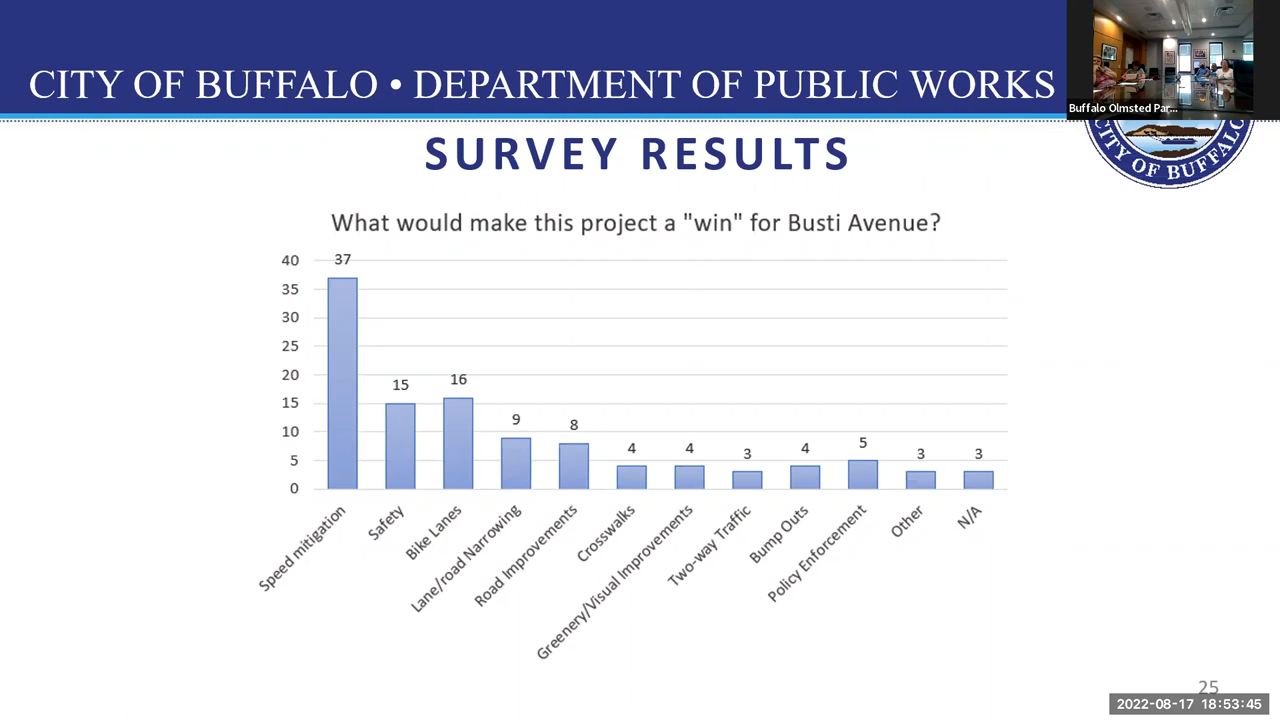 CITY OF BUFFALO • DEPARTMENT OF PUBLIC WORKS
Buffalo Olmsted Par...
CITY OF BUFFALO
SURVEY RESULTS
What would make this project a "win" for Busti Avenue?
40
35
30
25
20
15
10
5
0
37
15
16
9
8
4
4
3
4
5
3
3
Speed mitigation
Safety
Bike Lanes
Lane/road Narrowing
Road Improvements
Crosswalks
Greenery/Visual Improvements
Two-way Traffic
Bump Outs
Policy Enforcement
Other
N/A
25
2022-08-17 18:53:45